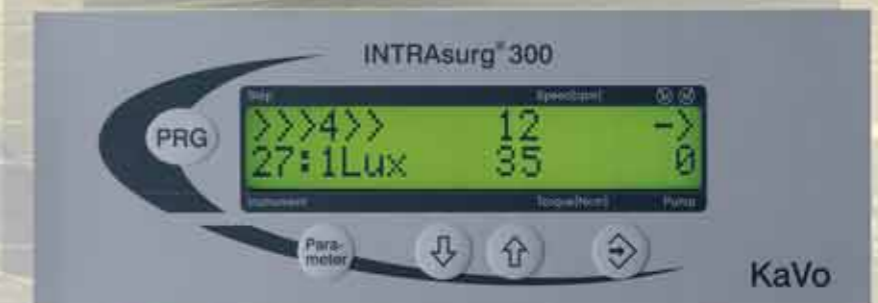 INTRAsurg® 300
Step Speed[rpm]
>>>4>> 12 ->
27:1Lux 35 0
Instrument Torque[Ncm] Pump
PRG
Para-
meter
KaVo